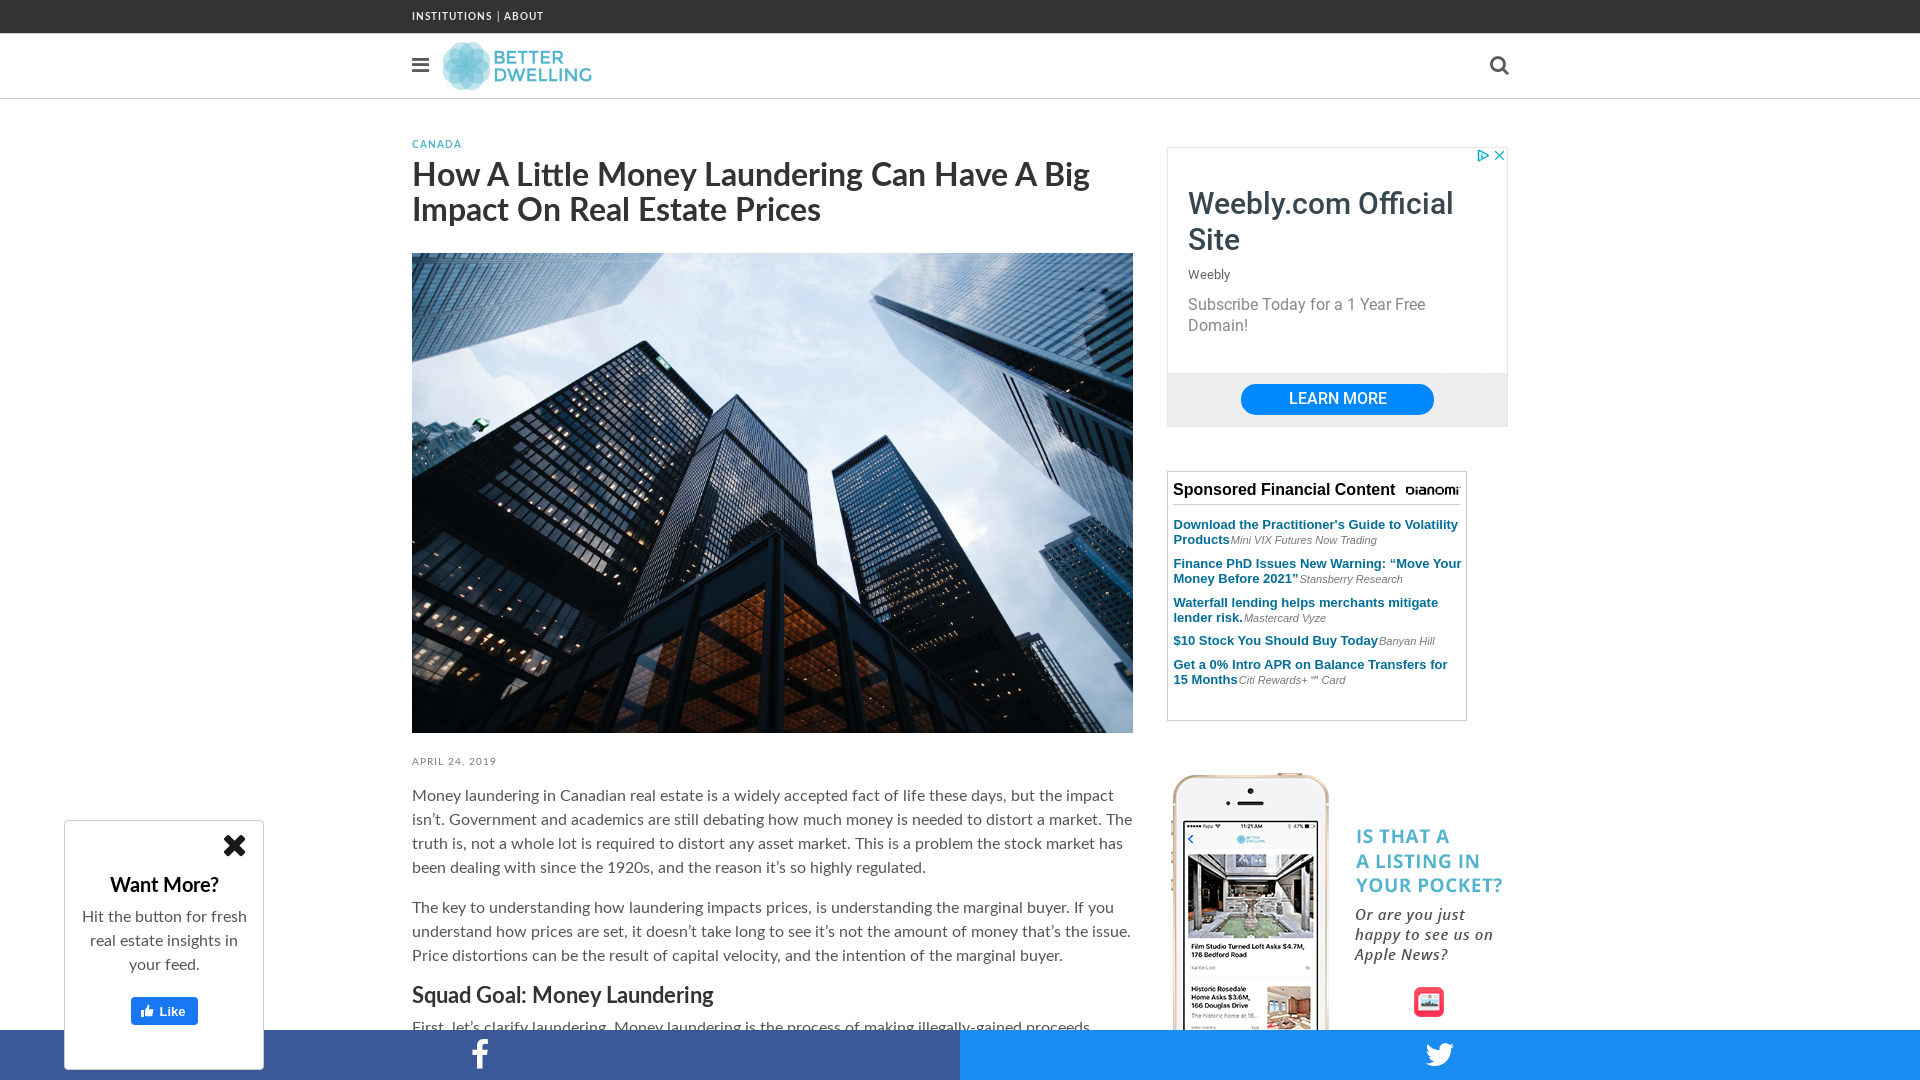 INSTITUTIONS | ABOUT
BETTER
DWELLING
CANADA
How A Little Money Laundering Can Have A Big
Impact On Real Estate Prices
APRIL 24, 2019
Money laundering in Canadian real estate is a widely accepted fact of life these days, but the impact
isn’t. Government and academics are still debating how much money is needed to distort a market. The
truth is, not a whole lot is required to distort any asset market. This is a problem the stock market has
been dealing with since the 1920s, and the reason it’s so highly regulated.
The key to understanding how laundering impacts prices, is understanding the marginal buyer. If you
understand how prices are set, it doesn’t take long to see it’s not the amount of money that’s the issue.
Price distortions can be the result of capital velocity, and the intention of the marginal buyer.
Squad Goal: Money Laundering
First, let’s clarify laundering. Money laundering is the process of making illegally-gained proceeds
Weebly.com Official
Site
Weebly
Subscribe Today for a 1 Year Free
Domain!
LEARN MORE
Sponsored Financial Content dianomi
Download the Practitioner's Guide to Volatility
Products Mini VIX Futures Now Trading
Finance PhD Issues New Warning: “Move Your
Money Before 2021” Stansberry Research
Waterfall lending helps merchants mitigate
lender risk. Mastercard Vyze
$10 Stock You Should Buy Today Banyan Hill
Get a 0% Intro APR on Balance Transfers for
15 Months Citi Rewards+℠ Card
11:21 AM 47%
Film Studio Turned Loft Asks $4.7M,
176 Bedford Road
Historic Rosedale
Home Asks $3.6M,
166 Douglas Drive
The historic home at 16...
IS THAT A
A LISTING IN
YOUR POCKET?
Or are you just
happy to see us on
Apple News?
Want More?
Hit the button for fresh
real estate insights in
your feed.
Like